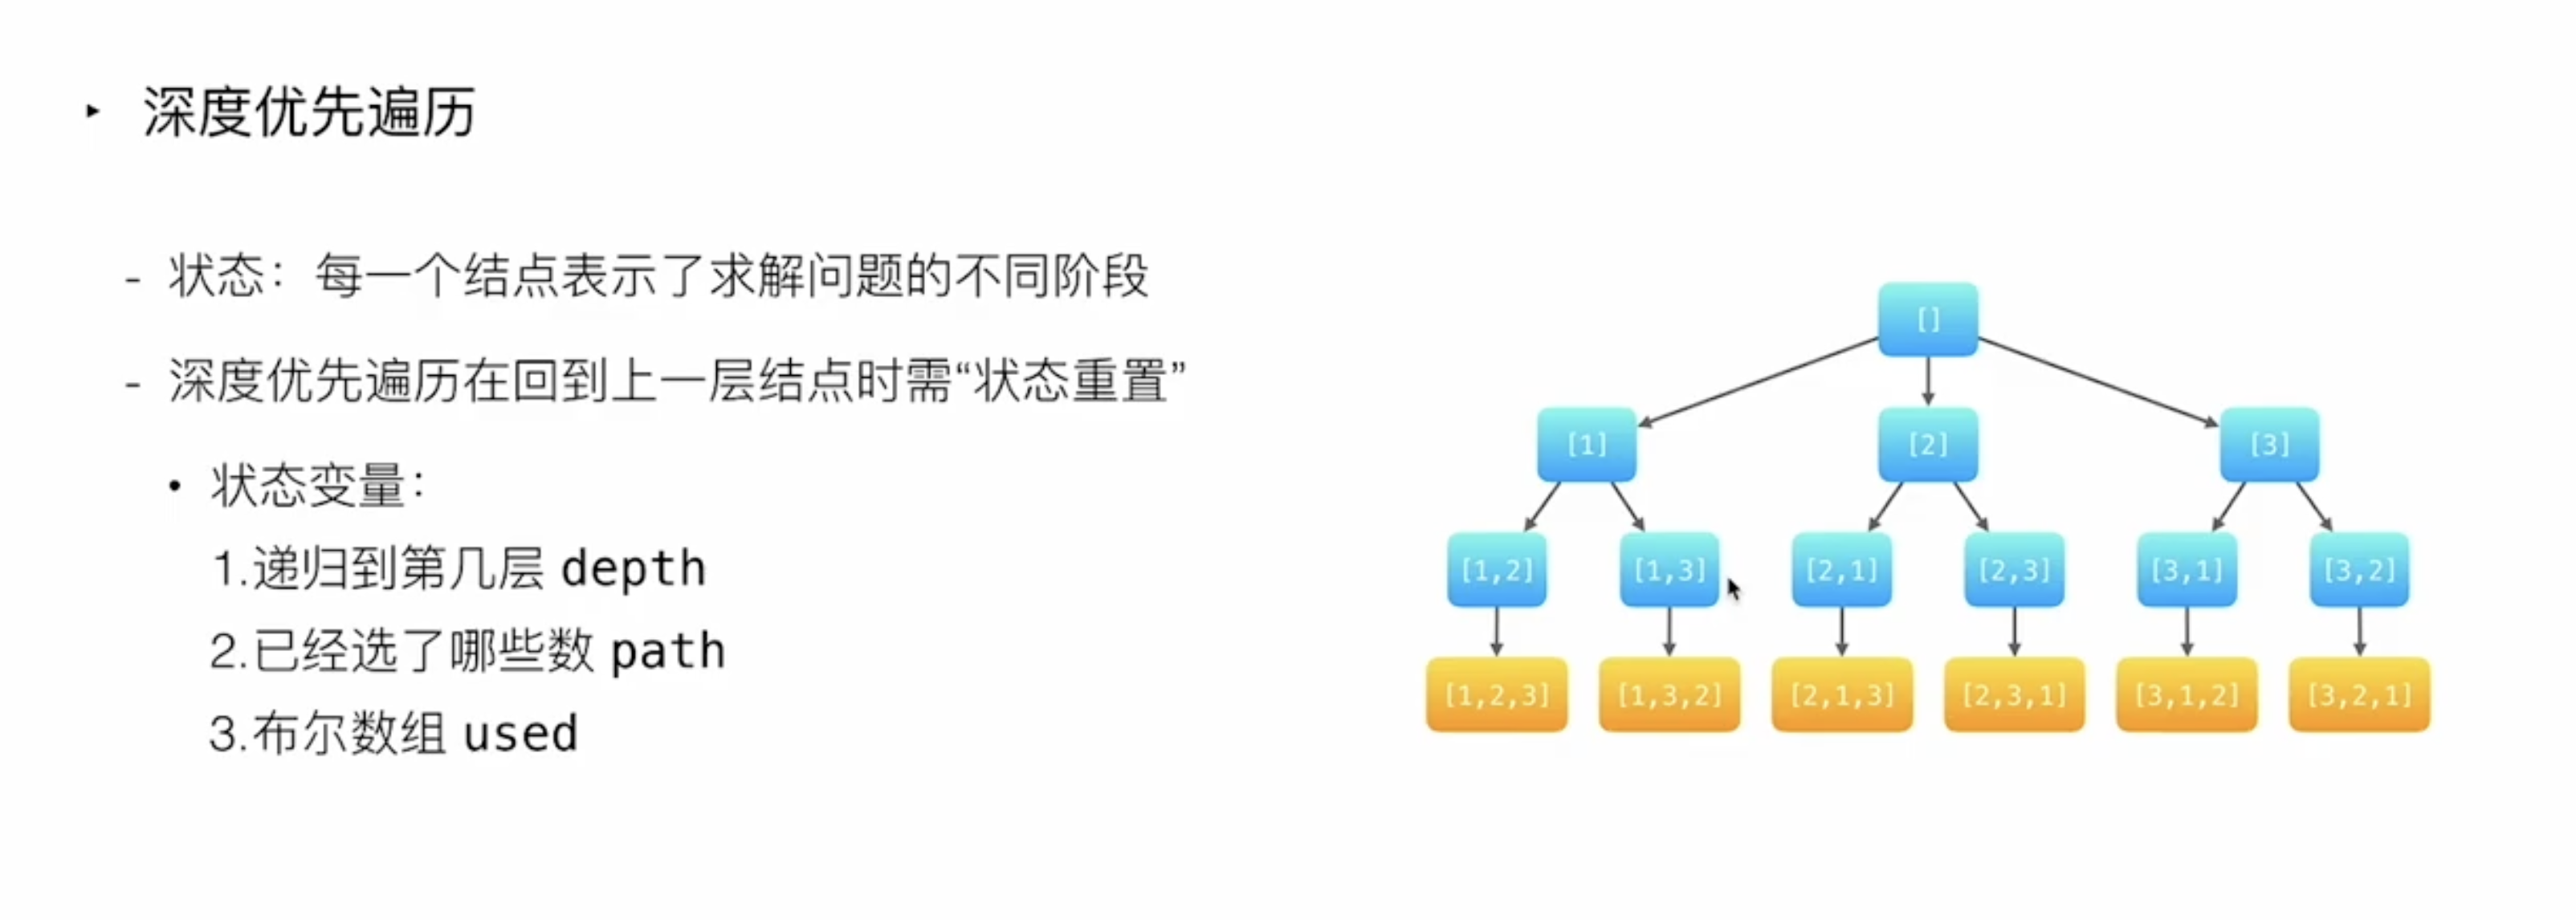 ▸ 深度优先遍历
- 状态：每一个结点表示了求解问题的不同阶段
- 深度优先遍历在回到上一层结点时需“状态重置”
• 状态变量：
1.递归到第几层 depth
2.已经选了哪些数 path
3.布尔数组 used
[]
[1] [2] [3]
[1,2] [1,3] [2,1] [2,3] [3,1] [3,2]
[1,2,3] [1,3,2] [2,1,3] [2,3,1] [3,1,2] [3,2,1]